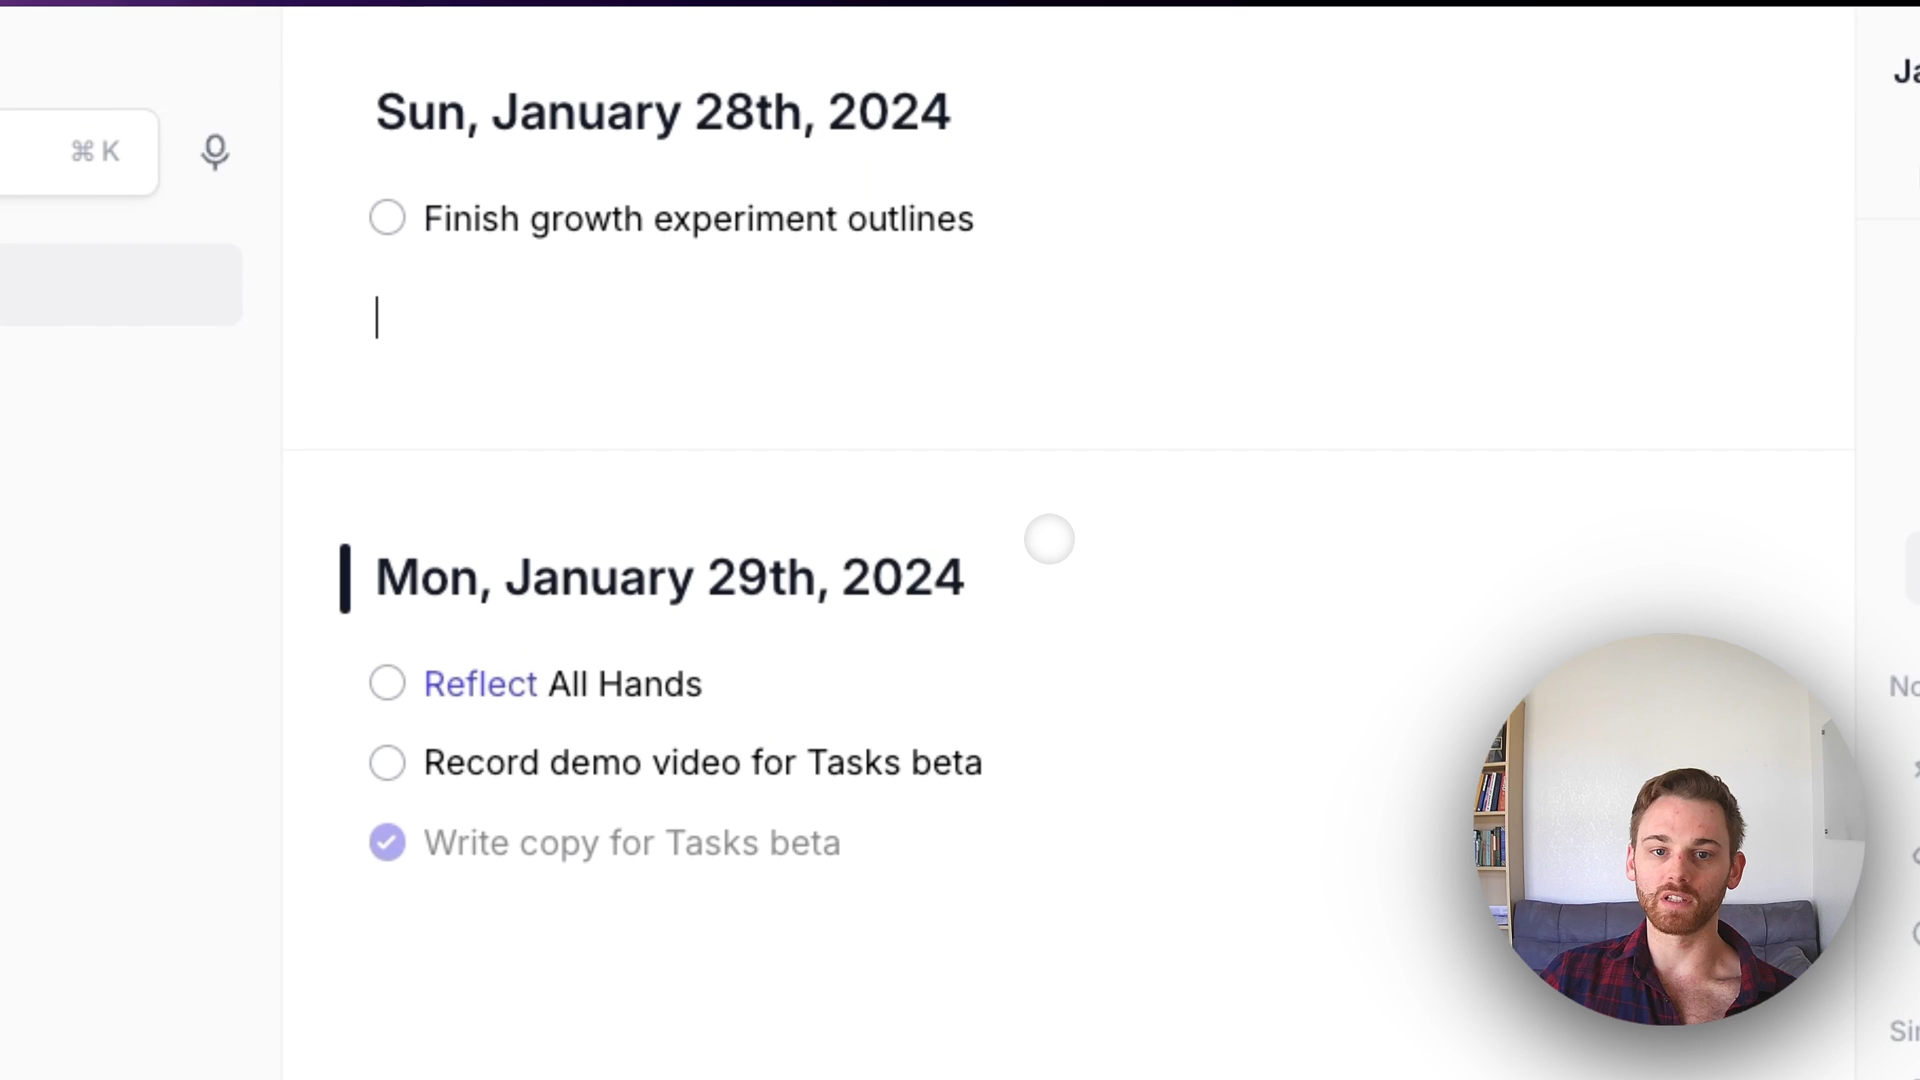 Sun, January 28th, 2024
⌘ K
Finish growth experiment outlines
Mon, January 29th, 2024
Reflect All Hands
Record demo video for Tasks beta
Write copy for Tasks beta